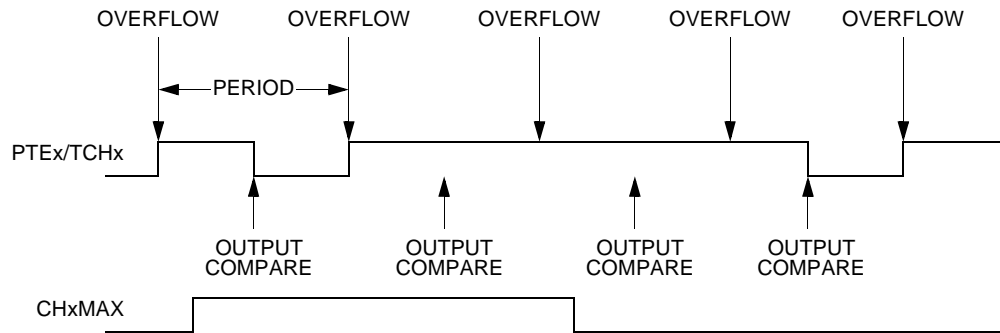 OVERFLOW OVERFLOW OVERFLOW OVERFLOW OVERFLOW
PERIOD
PTEx/TCHx
OUTPUT
COMPARE
OUTPUT
COMPARE
OUTPUT
COMPARE
OUTPUT
COMPARE
CHxMAX